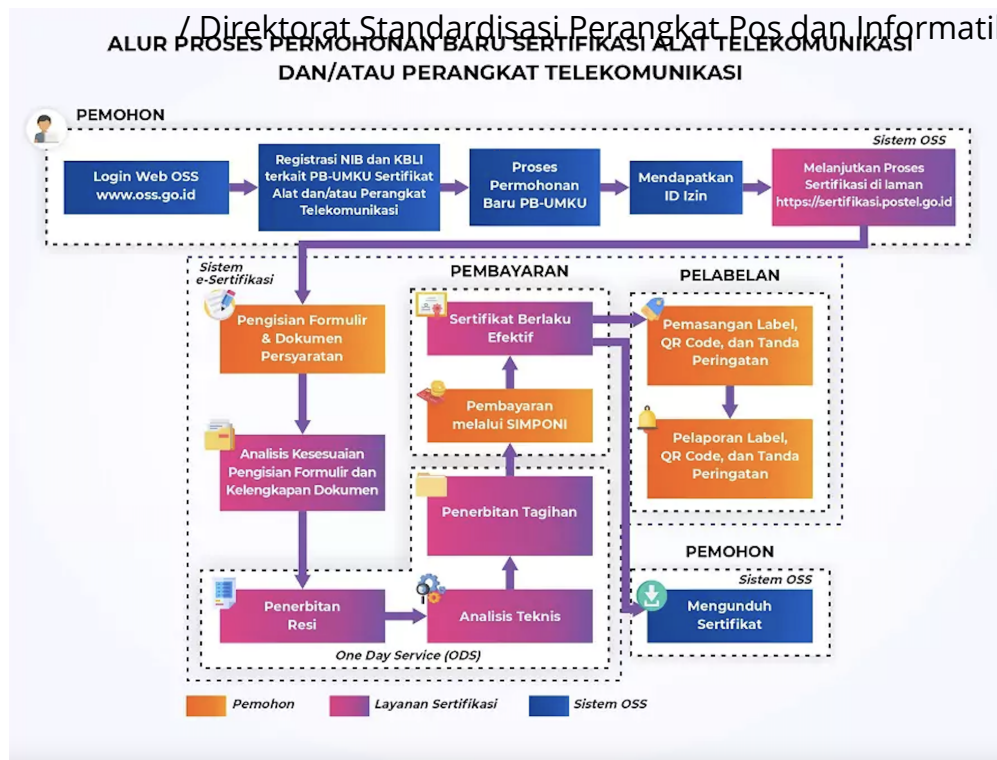 / Direktorat Standardisasi Perangkat Pos dan Informati
ALUR PROSES PERMOHONAN BARU SERTIFIKASI ALAT TELEKOMUNIKASI
DAN/ATAU PERANGKAT TELEKOMUNIKASI
PEMOHON
Sistem OSS
Login Web OSS
www.oss.go.id
Registrasi NIB dan KBLI
terkait PB-UMKU Sertifikat
Alat dan/atau Perangkat
Telekomunikasi
Proses
Permohonan
Baru PB-UMKU
Mendapatkan
ID Izin
Melanjutkan Proses
Sertifikasi di laman
https://sertifikasi.postel.go.id
Sistem
e-Sertifikasi
Pengisian Formulir
& Dokumen
Persyaratan
Analisis Kesesuaian
Pengisian Formulir dan
Kelengkapan Dokumen
Penerbitan
Resi
Analisis Teknis
One Day Service (ODS)
Penerbitan Tagihan
PEMBAYARAN
Pembayaran
melalui SIMPONI
Sertifikat Berlaku
Efektif
PELABELAN
Pemasangan Label,
QR Code, dan Tanda
Peringatan
Pelaporan Label,
QR Code, dan Tanda
Peringatan
PEMOHON
Sistem OSS
Mengunduh
Sertifikat
Pemohon
Layanan Sertifikasi
Sistem OSS